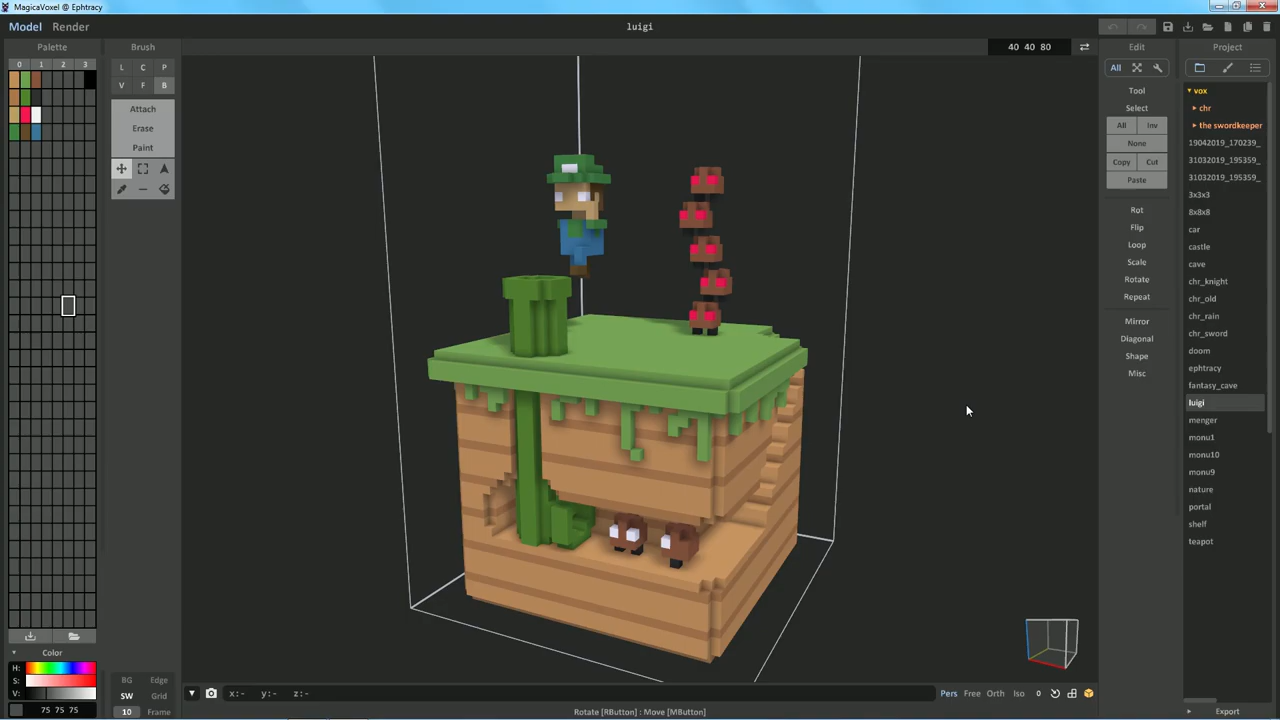 MagicaVoxel @ Ephtracy
Model Render
luigi
Palette
0 1 2 3
Color
H:
S:
V:
75 75 75
Brush
L C P
V F B
Attach
Erase
Paint
BG Edge
SW Grid
10 Frame
40 40 80
x:- y:- z:-
Pers Free Orth Iso 0
Rotate [RButton] : Move [MButton]
Edit
All
Tool
Select
All Inv
None
Copy Cut
Paste
Rot
Flip
Loop
Scale
Rotate
Repeat
Mirror
Diagonal
Shape
Misc
Project
vox
chr
the swordkeeper
19042019_170239_
31032019_195359_
31032019_195359_
3x3x3
8x8x8
car
castle
cave
chr_knight
chr_old
chr_rain
chr_sword
doom
ephtracy
fantasy_cave
luigi
menger
monu1
monu10
monu9
nature
portal
shelf
teapot
Export